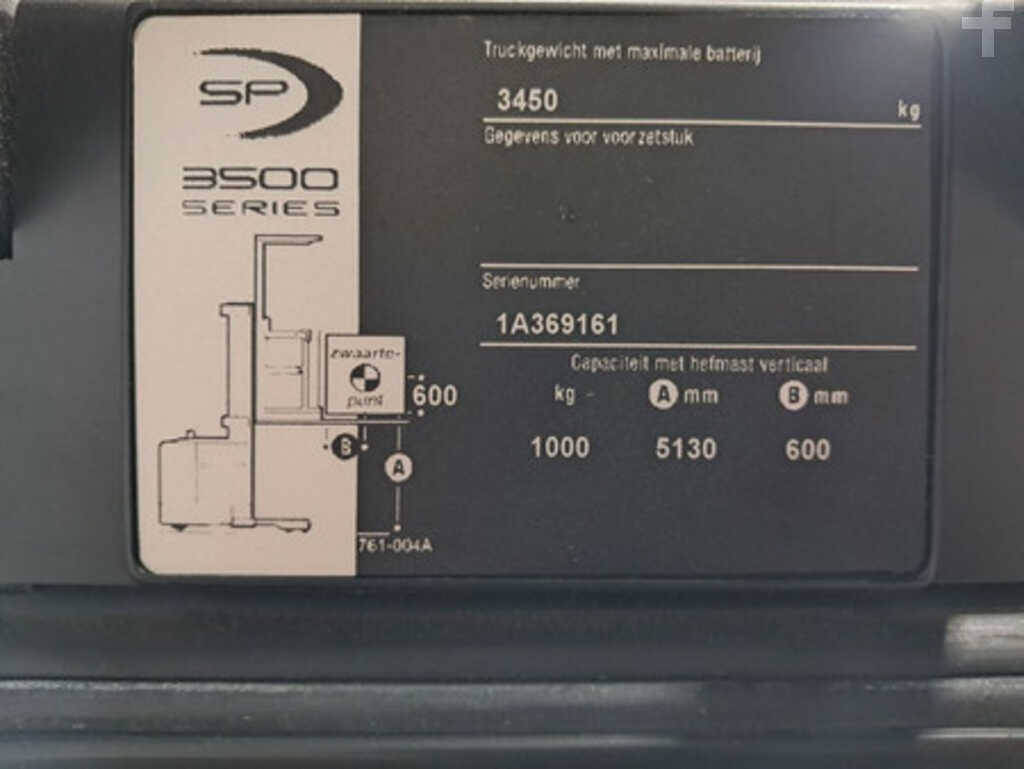 SP
3500
SERIES
zwaarte-
punt
600
B
A
761-004A
Truckgewicht met maximale batterij
3450 kg
Gegevens voor voorzetstuk
Serienummer
1A369161
Capaciteit met hefmast verticaal
kg - A mm B mm
1000 5130 600
f